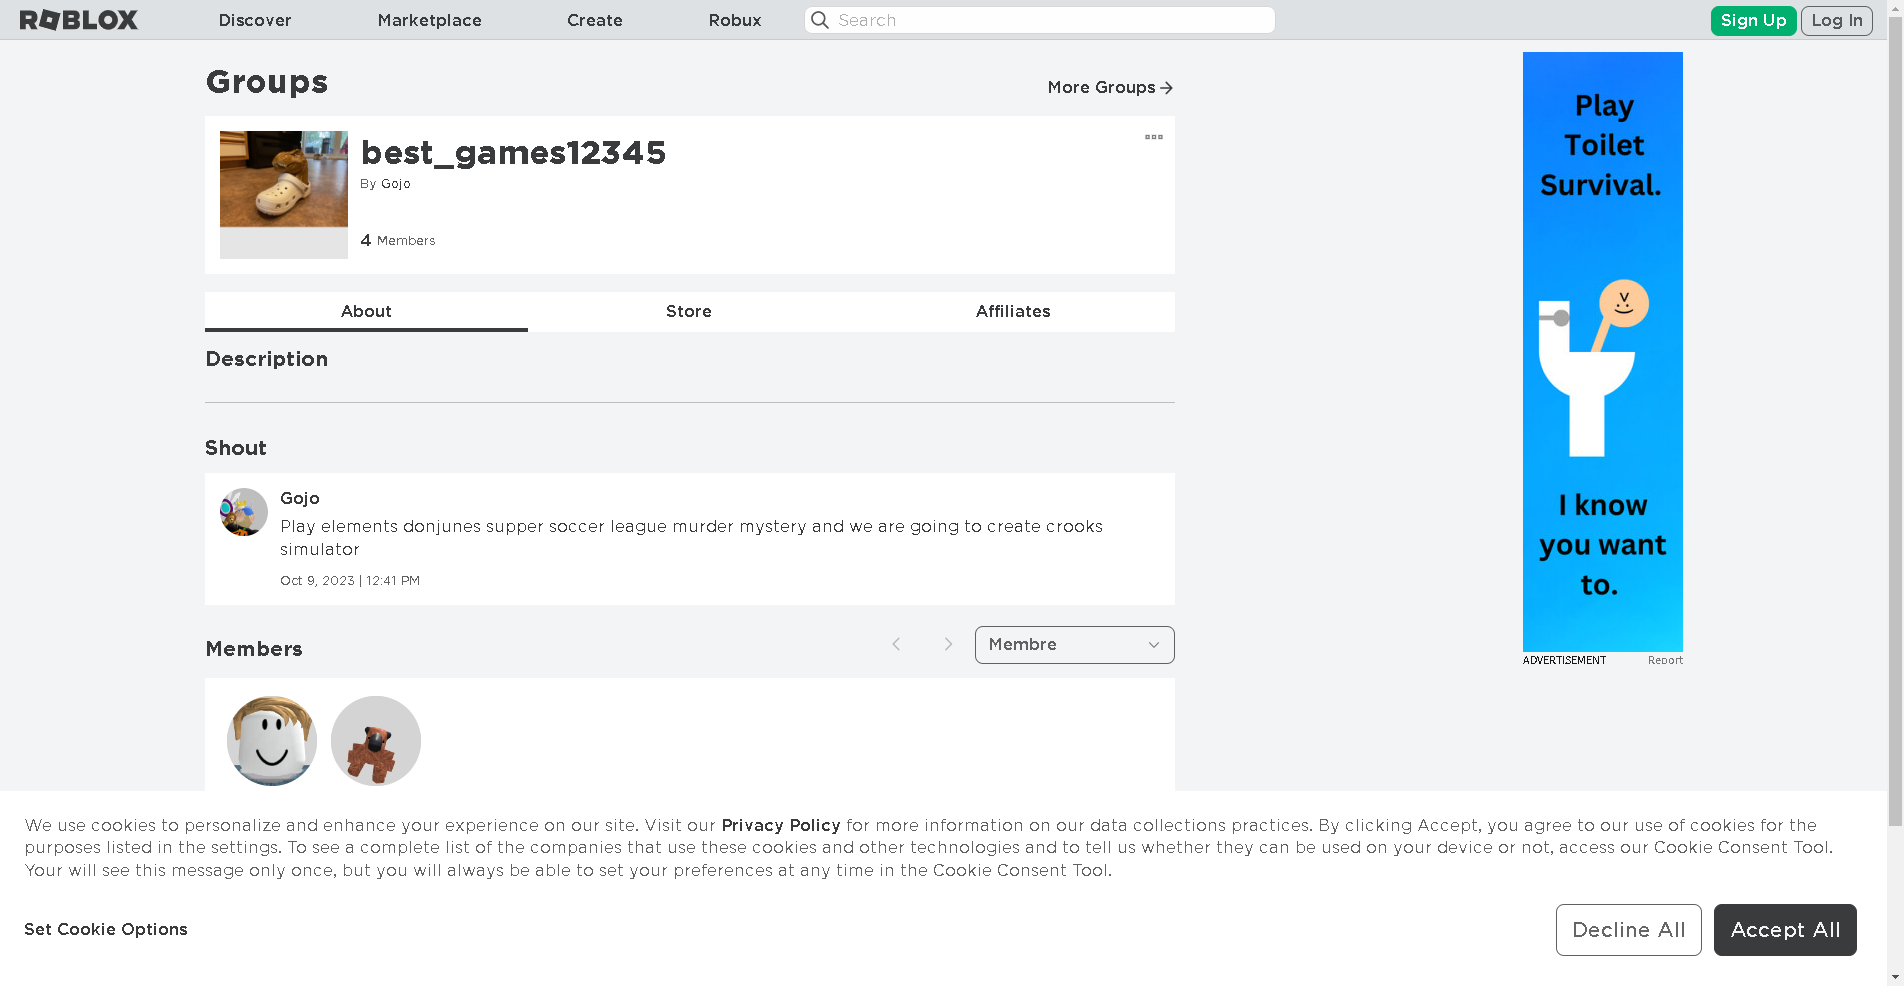 ROBLOX
Discover
Marketplace
Create
Robux
Search
Sign Up
Log In
Groups
More Groups
best_games12345
By Gojo
4 Members
About
Store
Affiliates
Description
Shout
Gojo
Play elements donjunes supper soccer league murder mystery and we are going to create crooks
simulator
Oct 9, 2023 | 12:41 PM
Members
Membre
Play
Toilet
Survival.
I know
you want
to.
ADVERTISEMENT
Report
We use cookies to personalize and enhance your experience on our site. Visit our Privacy Policy for more information on our data collections practices. By clicking Accept, you agree to our use of cookies for the
purposes listed in the settings. To see a complete list of the companies that use these cookies and other technologies and to tell us whether they can be used on your device or not, access our Cookie Consent Tool.
Your will see this message only once, but you will always be able to set your preferences at any time in the Cookie Consent Tool.
Set Cookie Options
Decline All
Accept All